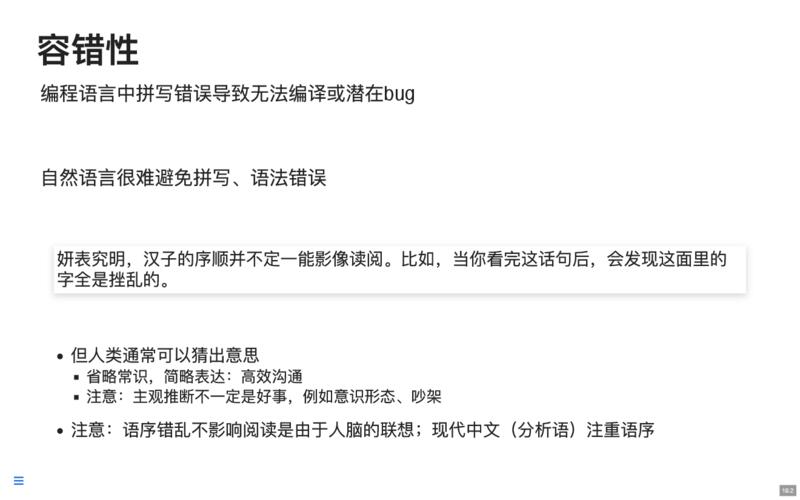 容错性
编程语言中拼写错误导致无法编译或潜在bug
自然语言很难避免拼写、语法错误
妍表究明，汉子的序顺并不定一能影像读阅。比如，当你看完这话句后，会发现这面里的
字全是挫乱的。
• 但人类通常可以猜出意思
▪ 省略常识，简略表达：高效沟通
▪ 注意：主观推断不一定是好事，例如意识形态、吵架
• 注意：语序错乱不影响阅读是由于人脑的联想；现代中文（分析语）注重语序
19.2